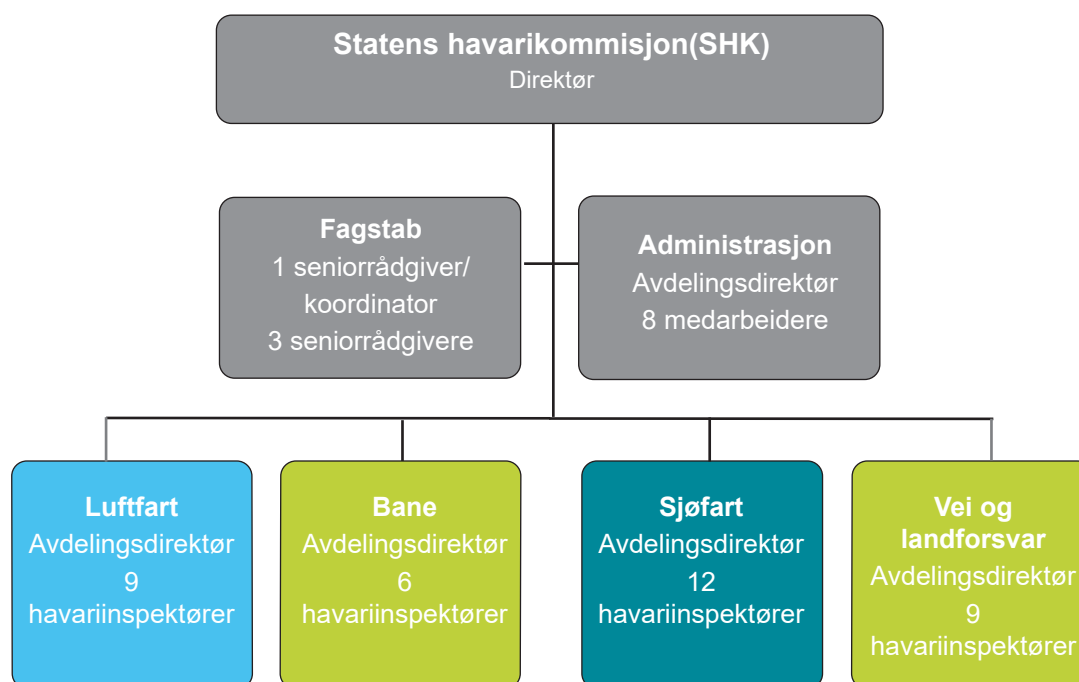 Statens havarikommisjon(SHK)
Direktør
Fagstab
1 seniorrådgiver/
koordinator
3 seniorrådgivere
Administrasjon
Avdelingsdirektør
8 medarbeidere
Luftfart
Avdelingsdirektør
9
havariinspektører
Bane
Avdelingsdirektør
6
havariinspektører
Sjøfart
Avdelingsdirektør
12
havariinspektører
Vei og
landforsvar
Avdelingsdirektør
9
havariinspektører